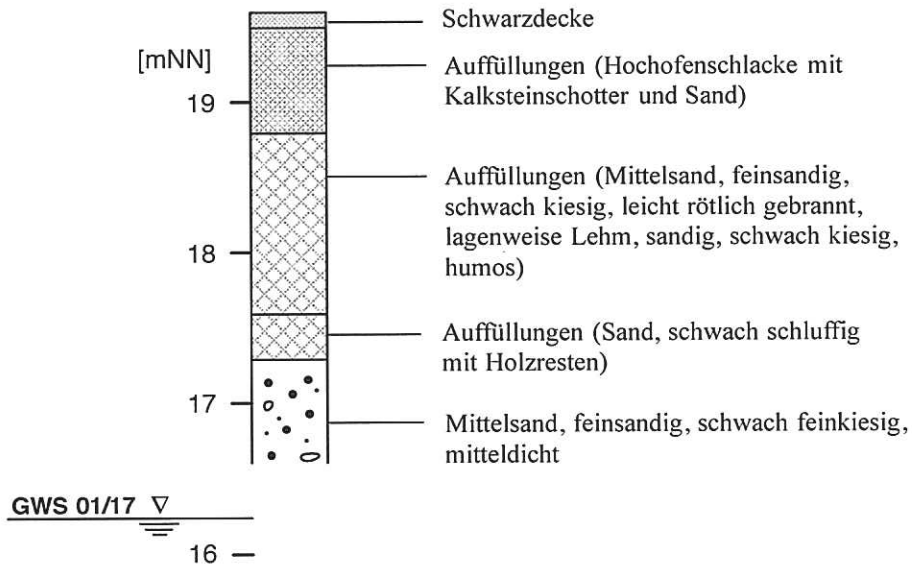 Schwarzdecke
[mNN]
Auffüllungen (Hochofenschlacke mit
Kalksteinschotter und Sand)
19
Auffüllungen (Mittelsand, feinsandig,
schwach kiesig, leicht rötlich gebrannt,
lagenweise Lehm, sandig, schwach kiesig,
humos)
18
Auffüllungen (Sand, schwach schluffig
mit Holzresten)
17
Mittelsand, feinsandig, schwach feinkiesig,
mitteldicht
GWS 01/17
16